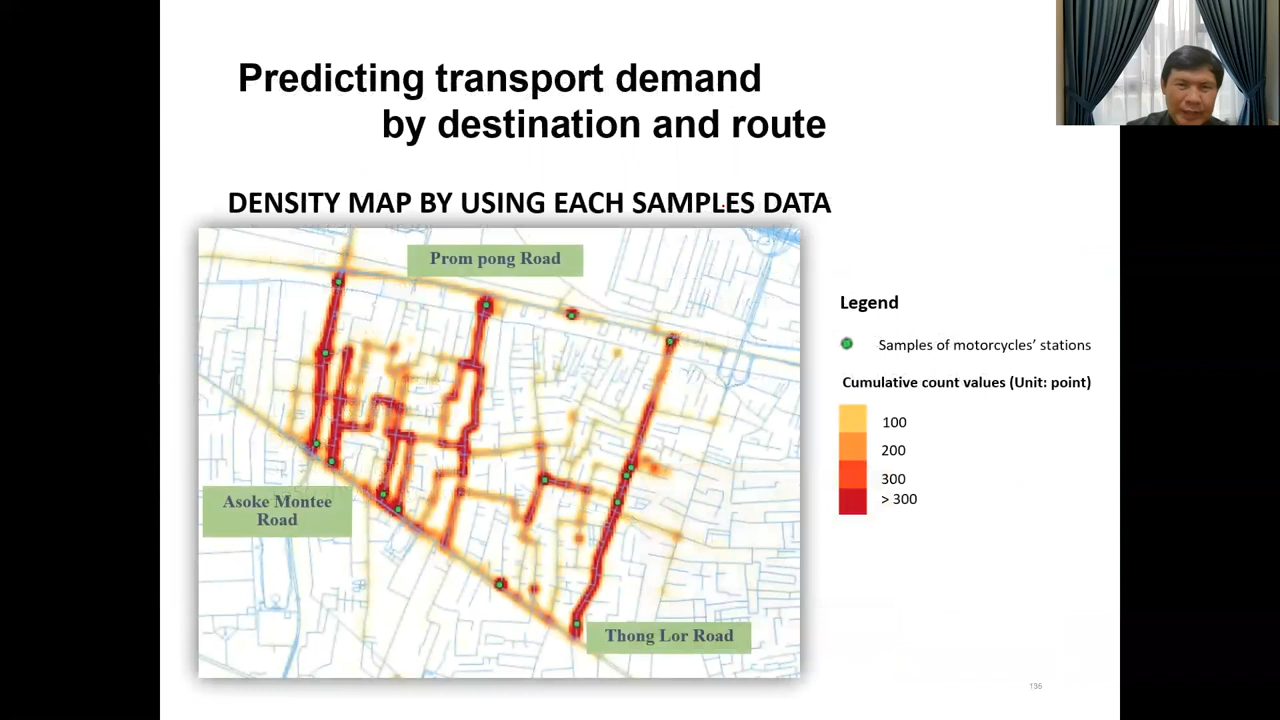 Predicting transport demand
by destination and route
DENSITY MAP BY USING EACH SAMPLES DATA
Prom pong Road
Asoke Montee
Road
Thong Lor Road
Legend
Samples of motorcycles’ stations
Cumulative count values (Unit: point)
100
200
300
> 300
136